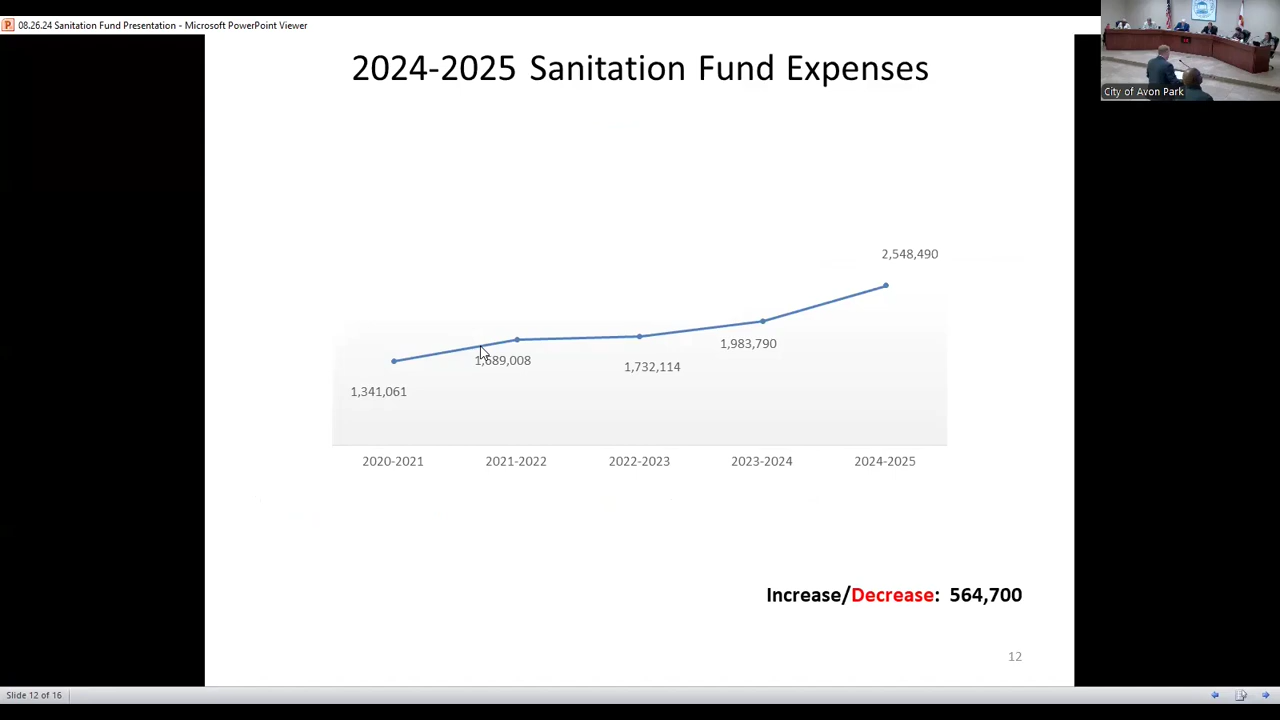 08.26.24 Sanitation Fund Presentation - Microsoft PowerPoint Viewer
City of Avon Park
2024-2025 Sanitation Fund Expenses
2,548,490
1,983,790
1,689,008
1,732,114
1,341,061
2020-2021 2021-2022 2022-2023 2023-2024 2024-2025
Increase/Decrease: 564,700
12
Slide 12 of 16